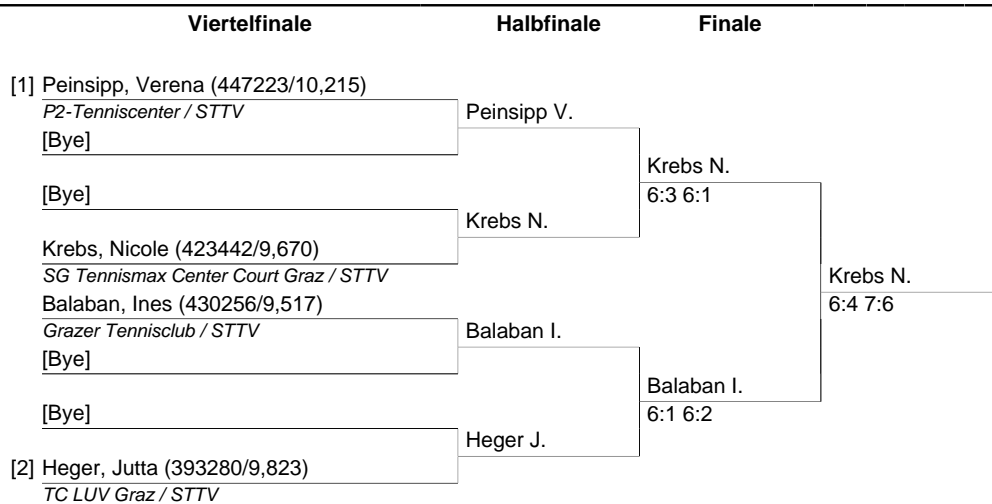 Viertelfinale Halbfinale Finale
[1] Peinsipp, Verena (447223/10,215)
P2-Tenniscenter / STTV
Peinsipp V.
[Bye]
Krebs N.
[Bye]
6:3 6:1
Krebs N.
Krebs, Nicole (423442/9,670)
SG Tennismax Center Court Graz / STTV
Krebs N.
Balaban, Ines (430256/9,517)
6:4 7:6
Grazer Tennisclub / STTV
Balaban I.
[Bye]
Balaban I.
[Bye]
6:1 6:2
Heger J.
[2] Heger, Jutta (393280/9,823)
TC LUV Graz / STTV